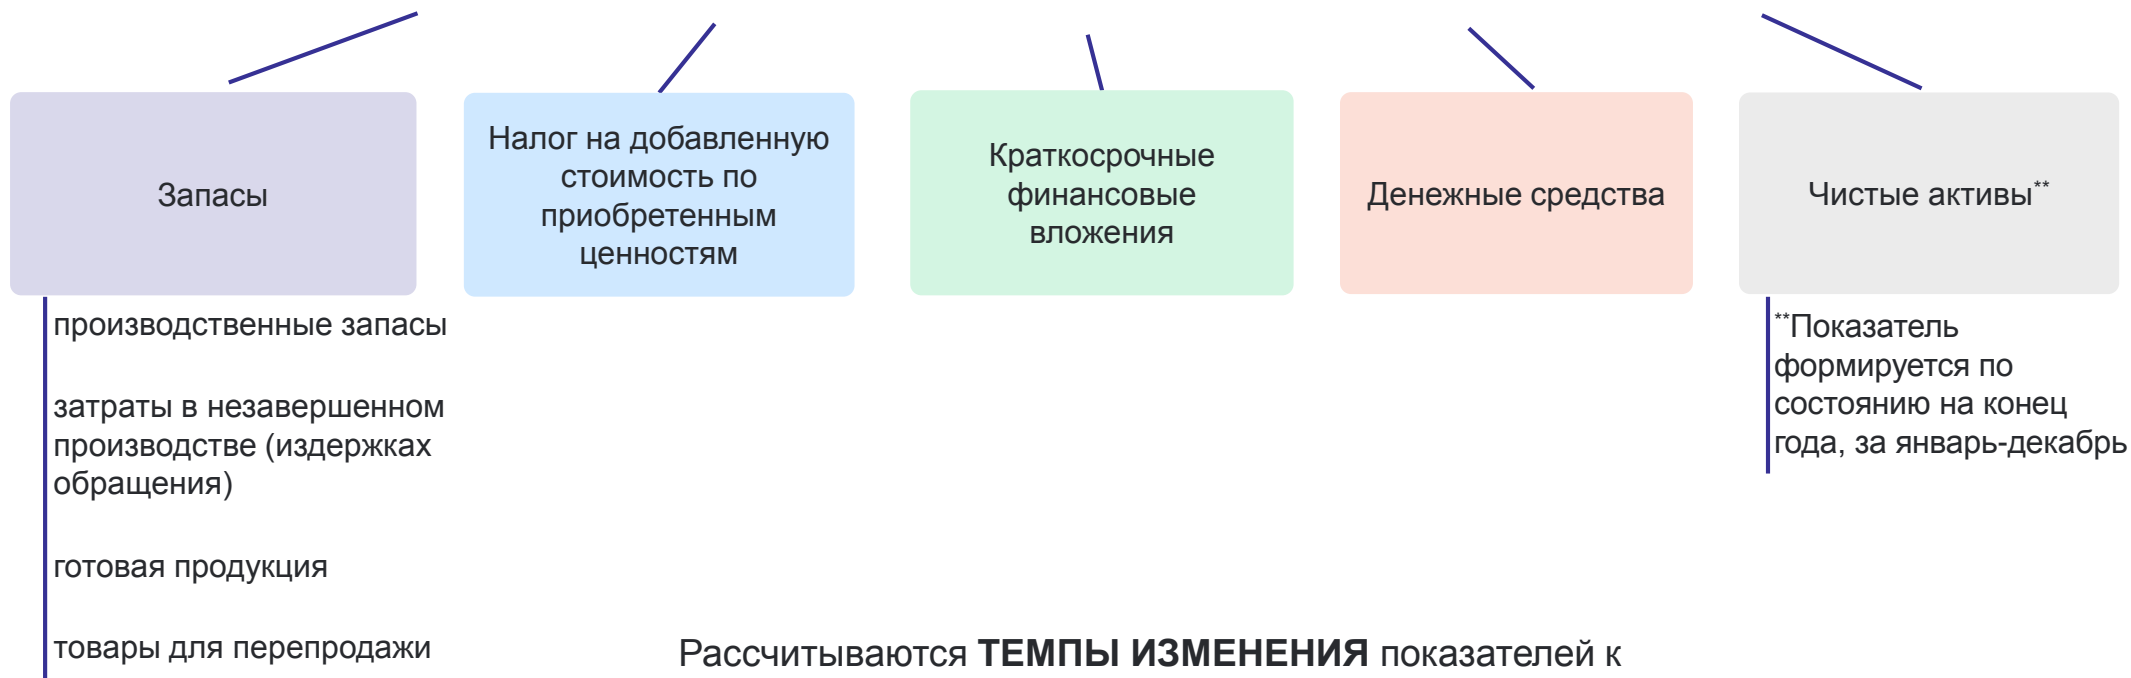 Запасы
Налог на добавленную
стоимость по
приобретенным
ценностям
Краткосрочные
финансовые
вложения
Денежные средства
Чистые активы**
производственные запасы
затраты в незавершенном
производстве (издержках
обращения)
готовая продукция
товары для перепродажи
**Показатель
формируется по
состоянию на конец
года, за январь-декабрь
Рассчитываются ТЕМПЫ ИЗМЕНЕНИЯ показателей к